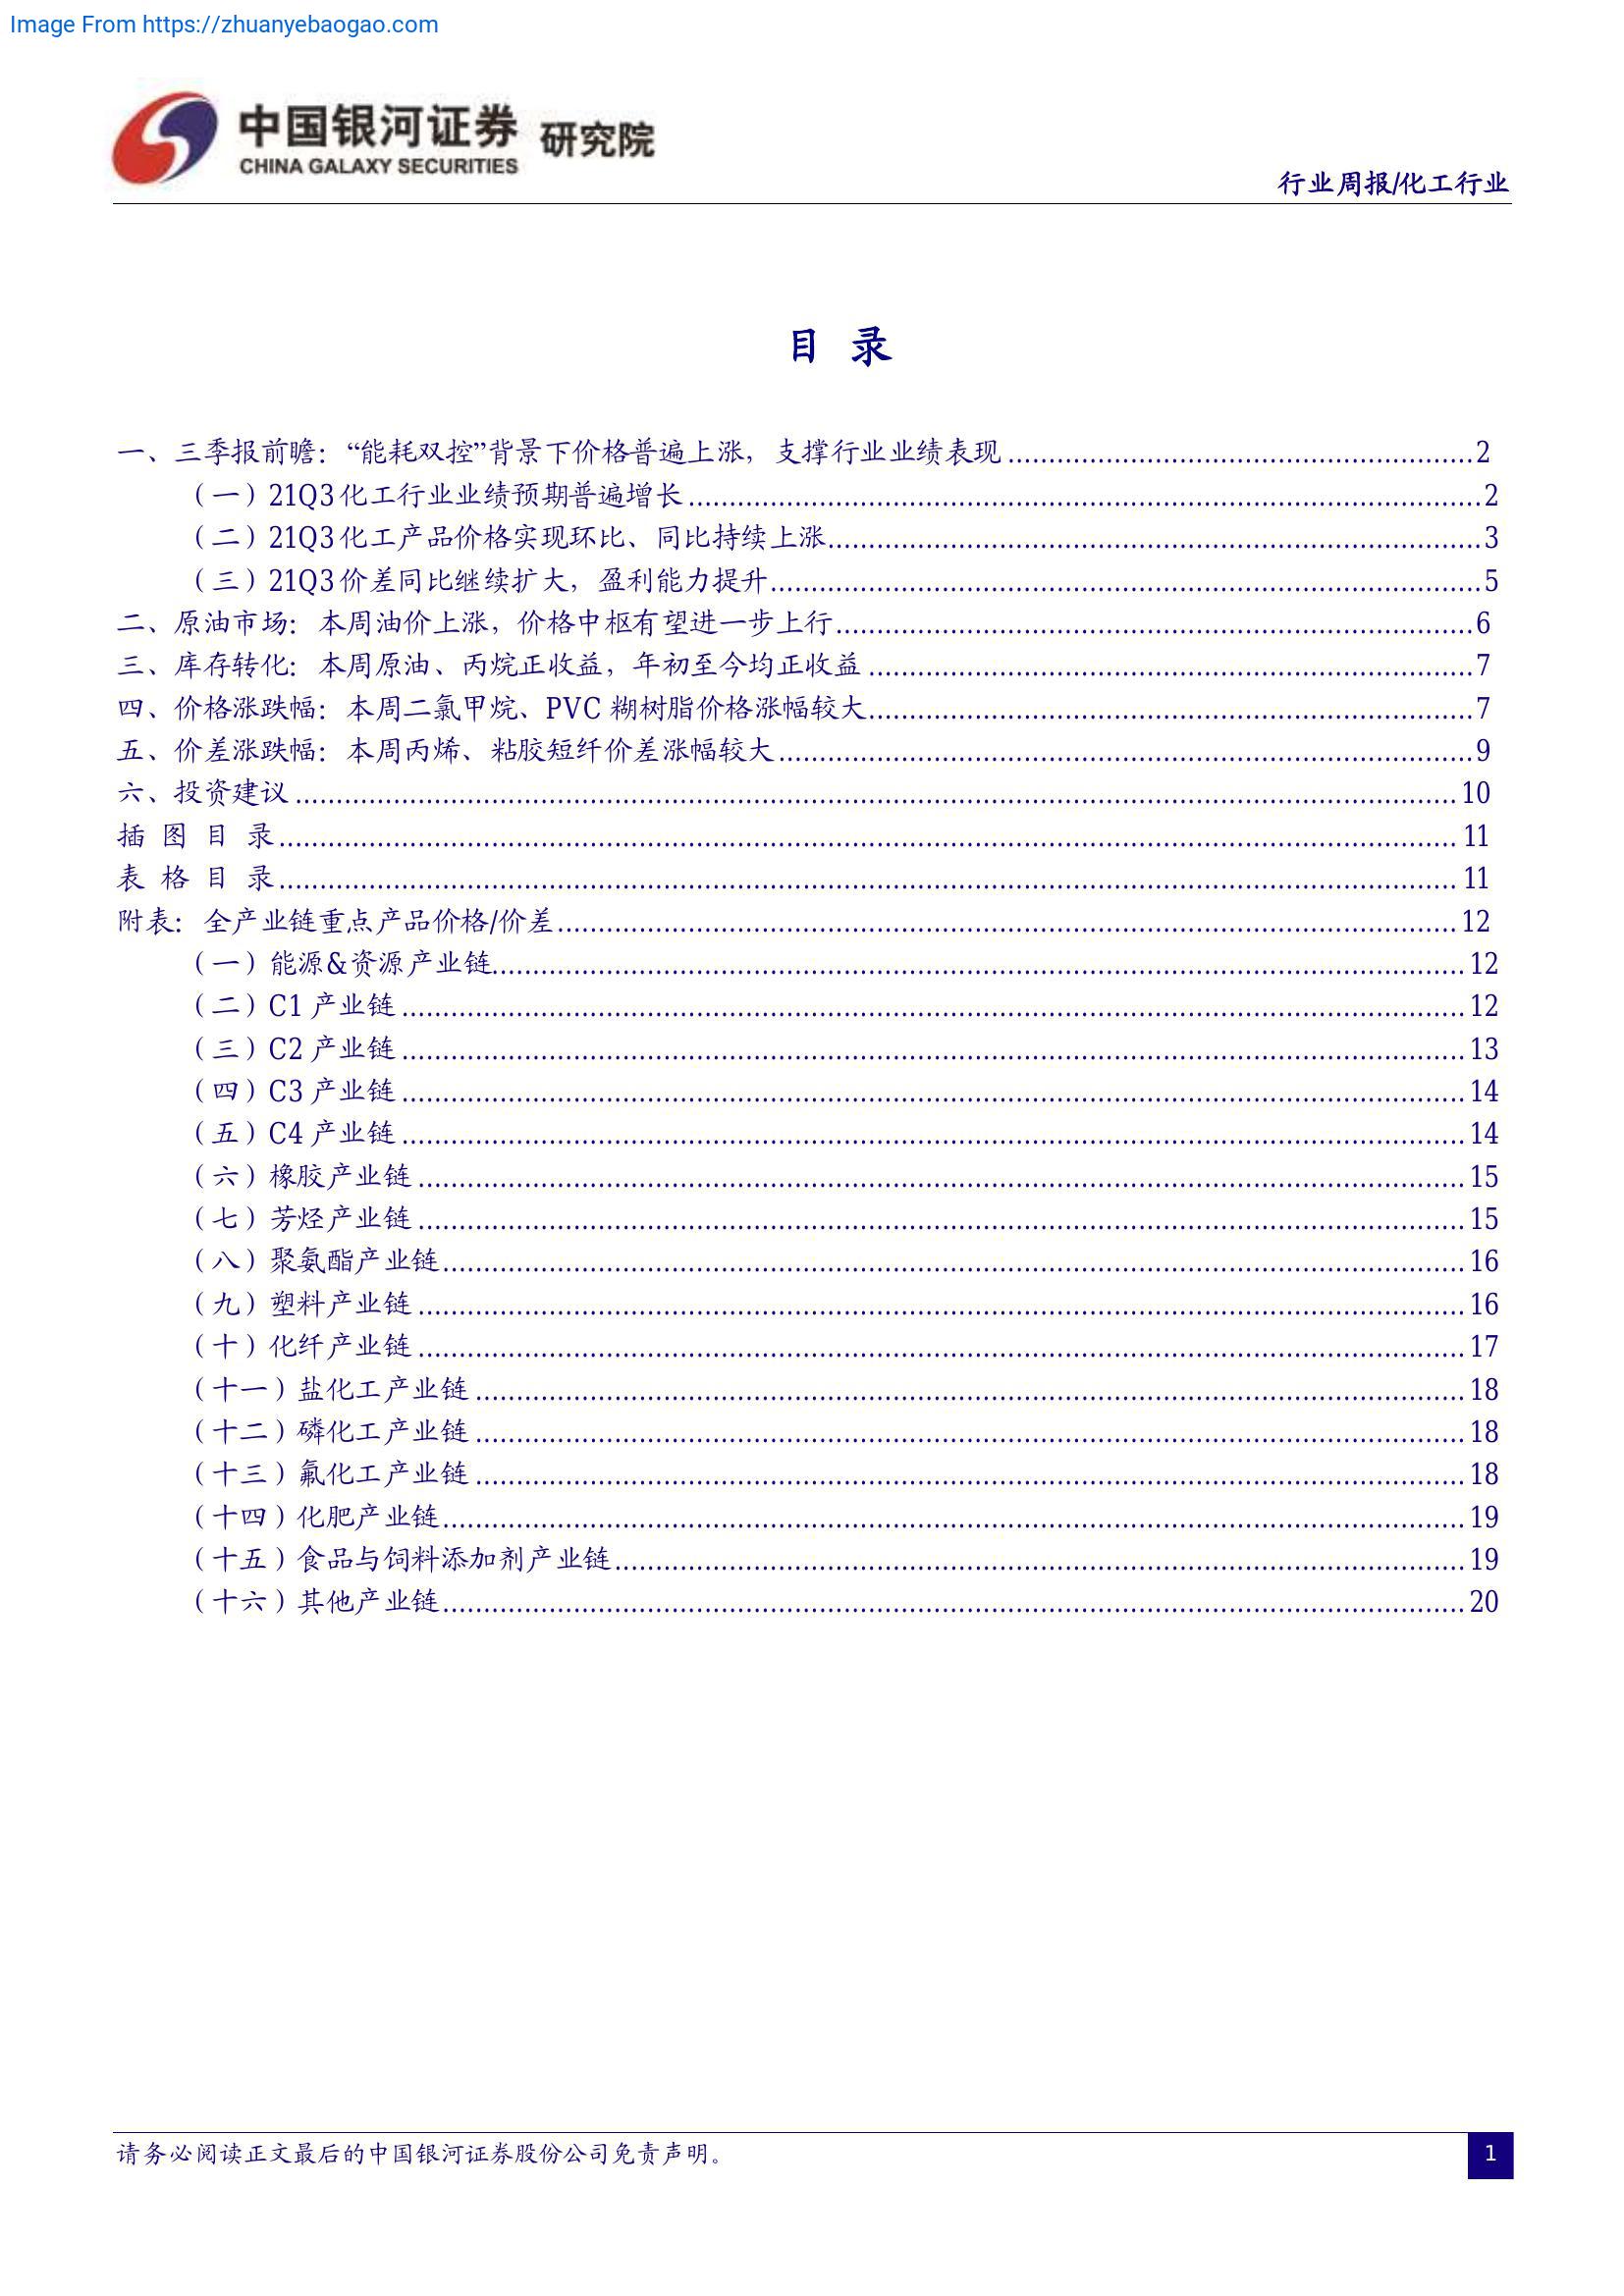 Image From https://zhuanyebaogao.com
中国银河证券 研究院
CHINA GALAXY SECURITIES
行业周报/化工行业
目 录
一、三季报前瞻：“能耗双控”背景下价格普遍上涨，支撑行业业绩表现........................2
（一）21Q3 化工行业业绩预期普遍增长........................2
（二）21Q3 化工产品价格实现环比、同比持续上涨........................3
（三）21Q3 价差同比继续扩大，盈利能力提升........................5
二、原油市场：本周油价上涨，价格中枢有望进一步上行........................6
三、库存转化：本周原油、丙烷正收益，年初至今均正收益........................7
四、价格涨跌幅：本周二氯甲烷、PVC 糊树脂价格涨幅较大........................7
五、价差涨跌幅：本周丙烯、粘胶短纤价差涨幅较大........................9
六、投资建议........................10
插 图 目 录........................11
表 格 目 录........................11
附表：全产业链重点产品价格/价差........................12
（一）能源&资源产业链........................12
（二）C1 产业链........................12
（三）C2 产业链........................13
（四）C3 产业链........................14
（五）C4 产业链........................14
（六）橡胶产业链........................15
（七）芳烃产业链........................15
（八）聚氨酯产业链........................16
（九）塑料产业链........................16
（十）化纤产业链........................17
（十一）盐化工产业链........................18
（十二）磷化工产业链........................18
（十三）氟化工产业链........................18
（十四）化肥产业链........................19
（十五）食品与饲料添加剂产业链........................19
（十六）其他产业链........................20
请务必阅读正文最后的中国银河证券股份公司免责声明。
1